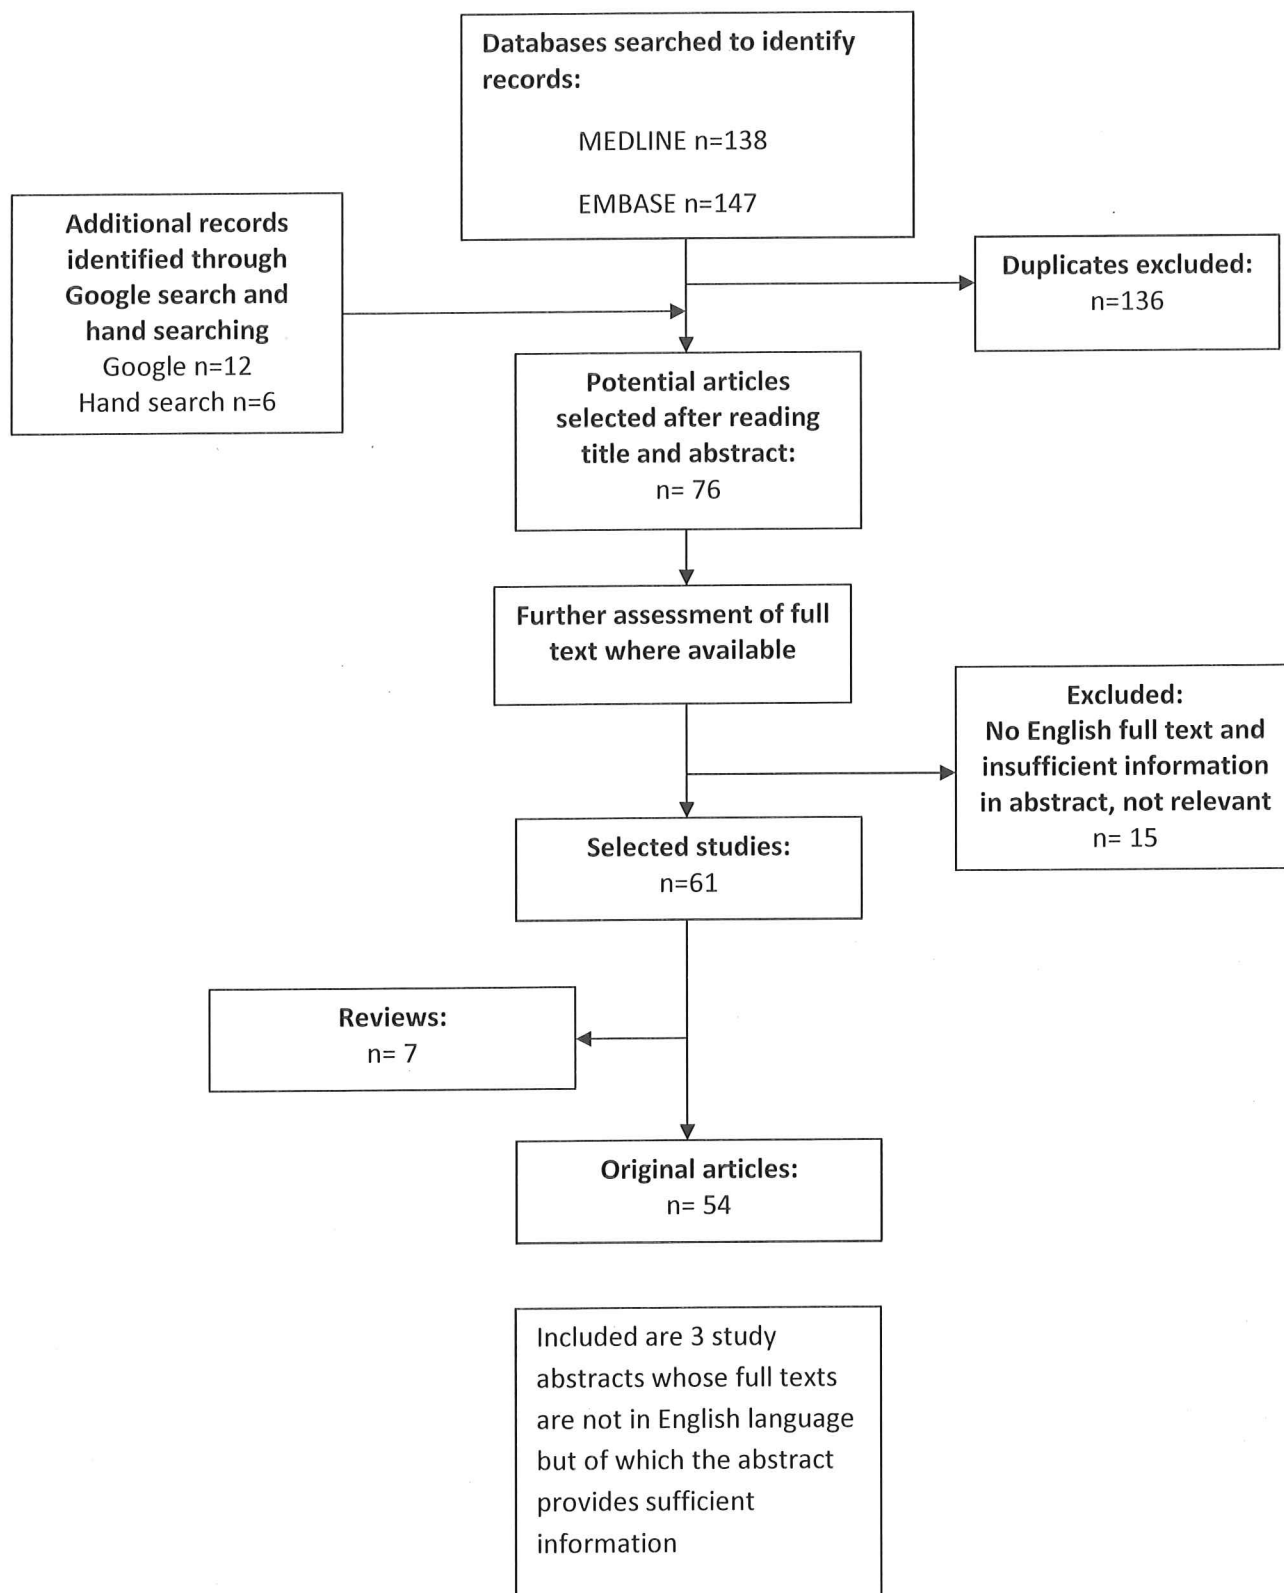 Databases searched to identify
records:
MEDLINE n=138
EMBASE n=147
Additional records
identified through
Google search and
hand searching
Google n=12
Hand search n=6
Duplicates excluded:
n=136
Potential articles
selected after reading
title and abstract:
n= 76
Further assessment of full
text where available
Excluded:
No English full text and
insufficient information
in abstract, not relevant
n= 15
Selected studies:
n=61
Reviews:
n= 7
Original articles:
n= 54
Included are 3 study
abstracts whose full texts
are not in English language
but of which the abstract
provides sufficient
information